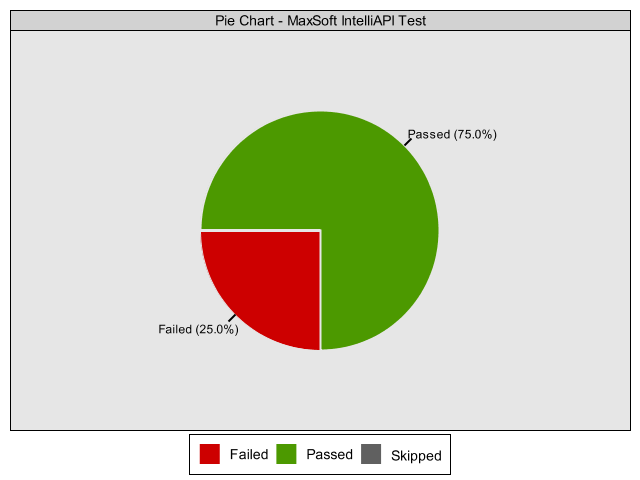 Pie Chart - MaxSoft IntelliAPI Test
Passed (75.0%)
Failed (25.0%)
Failed Passed Skipped